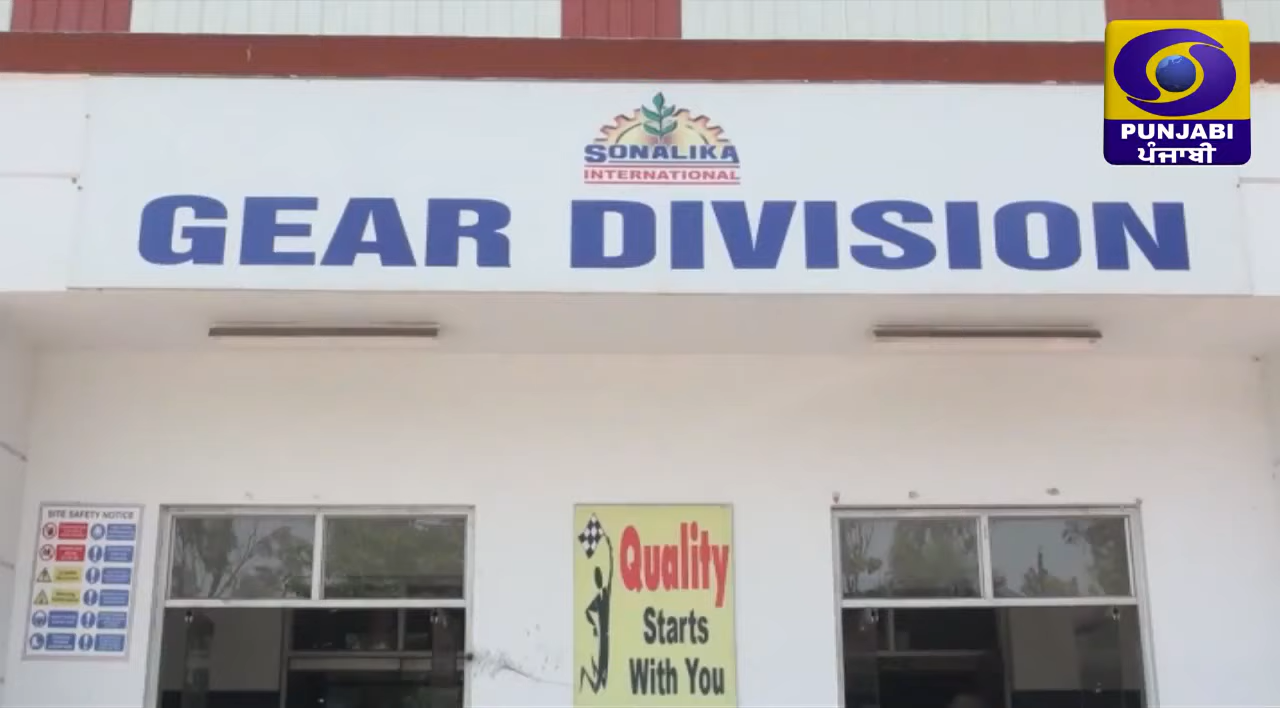 PUNJABI
ਪੰਜਾਬੀ
SONALIKA
INTERNATIONAL
GEAR DIVISION
SITE SAFETY NOTICE
Quality
Starts
With You